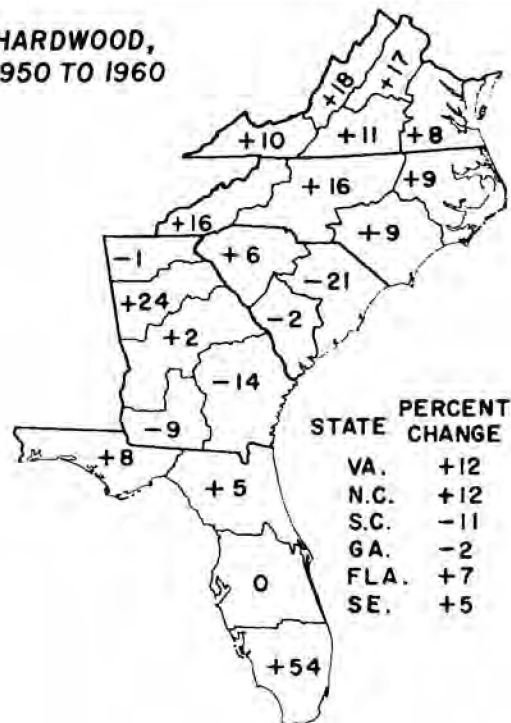 HARDWOOD,
950 TO 1960
+18
+17
+10
+11
+8
+16
+9
+16
+9
-1
+6
-21
+24
-2
+2
-14
-9
+8
+5
0
+54
STATE PERCENT CHANGE
VA. +12
N.C. +12
S.C. -11
GA. -2
FLA. +7
SE. +5